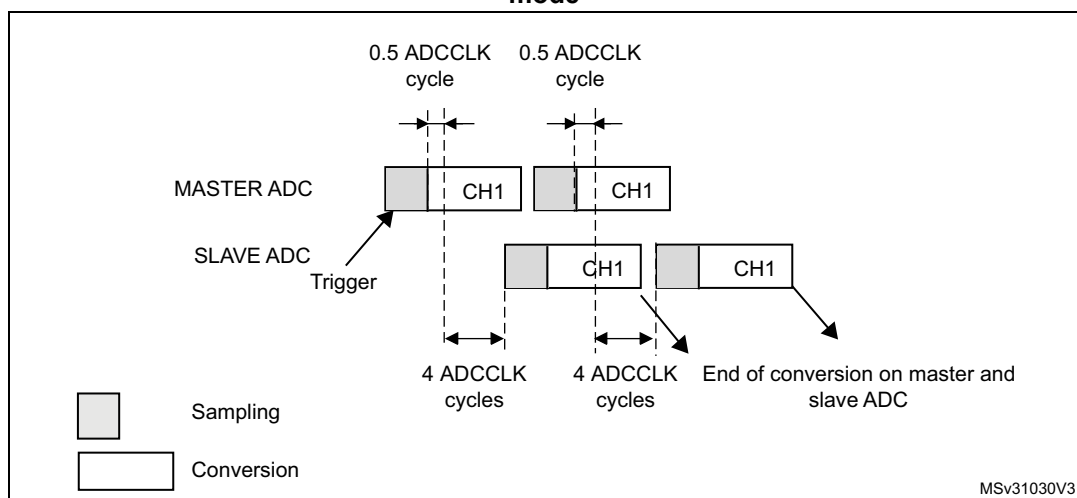 mode
0.5 ADCCLK
cycle
0.5 ADCCLK
cycle
MASTER ADC
CH1
CH1
SLAVE ADC
Trigger
CH1
CH1
4 ADCCLK
cycles
4 ADCCLK
cycles
End of conversion on master and
slave ADC
Sampling
Conversion
MSv31030V3